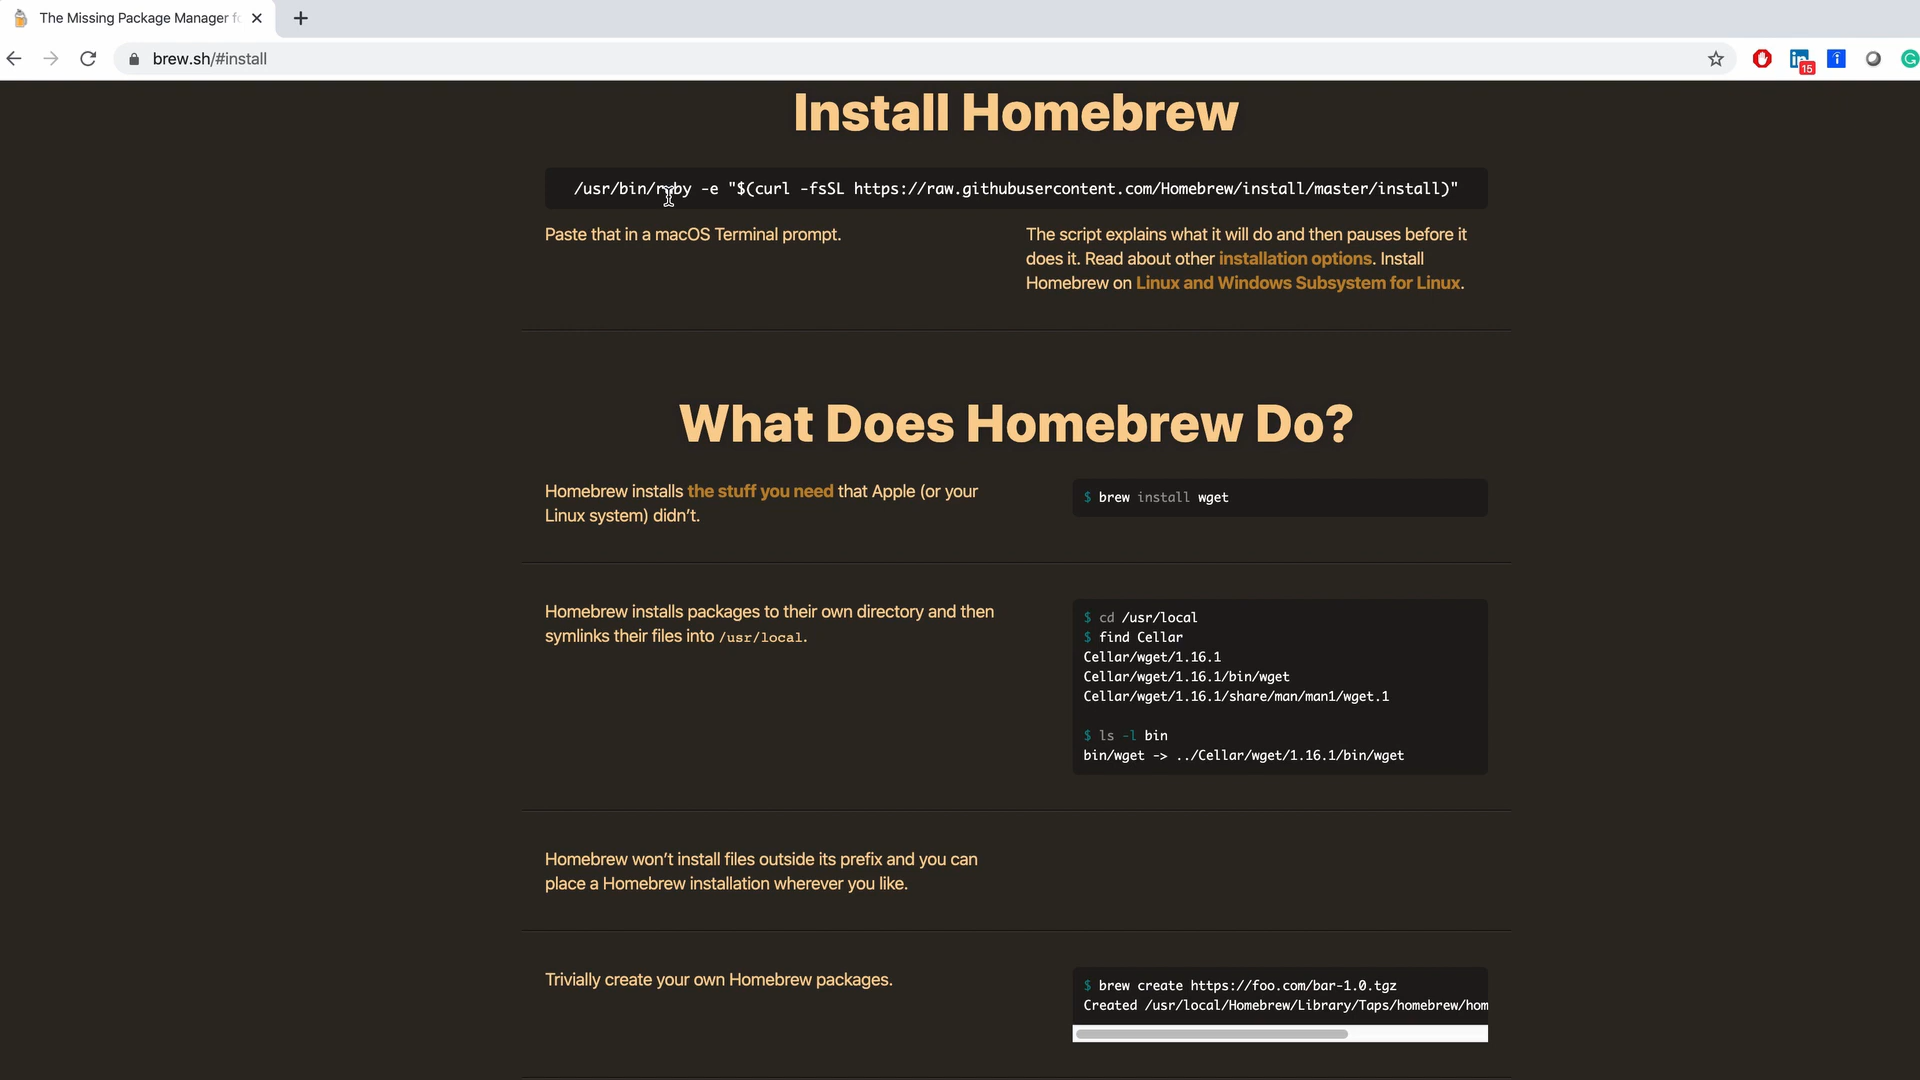 The Missing Package Manager f
brew.sh/#install
15
Install Homebrew
/usr/bin/ruby -e "$(curl -fsSL https://raw.githubusercontent.com/Homebrew/install/master/install)"
Paste that in a macOS Terminal prompt.
The script explains what it will do and then pauses before it
does it. Read about other installation options. Install
Homebrew on Linux and Windows Subsystem for Linux.
What Does Homebrew Do?
Homebrew installs the stuff you need that Apple (or your
Linux system) didn’t.
$ brew install wget
Homebrew installs packages to their own directory and then
symlinks their files into /usr/local.
$ cd /usr/local
$ find Cellar
Cellar/wget/1.16.1
Cellar/wget/1.16.1/bin/wget
Cellar/wget/1.16.1/share/man/man1/wget.1
$ ls -l bin
bin/wget -> ../Cellar/wget/1.16.1/bin/wget
Homebrew won’t install files outside its prefix and you can
place a Homebrew installation wherever you like.
Trivially create your own Homebrew packages.
$ brew create https://foo.com/bar-1.0.tgz
Created /usr/local/Homebrew/Library/Taps/homebrew/hom